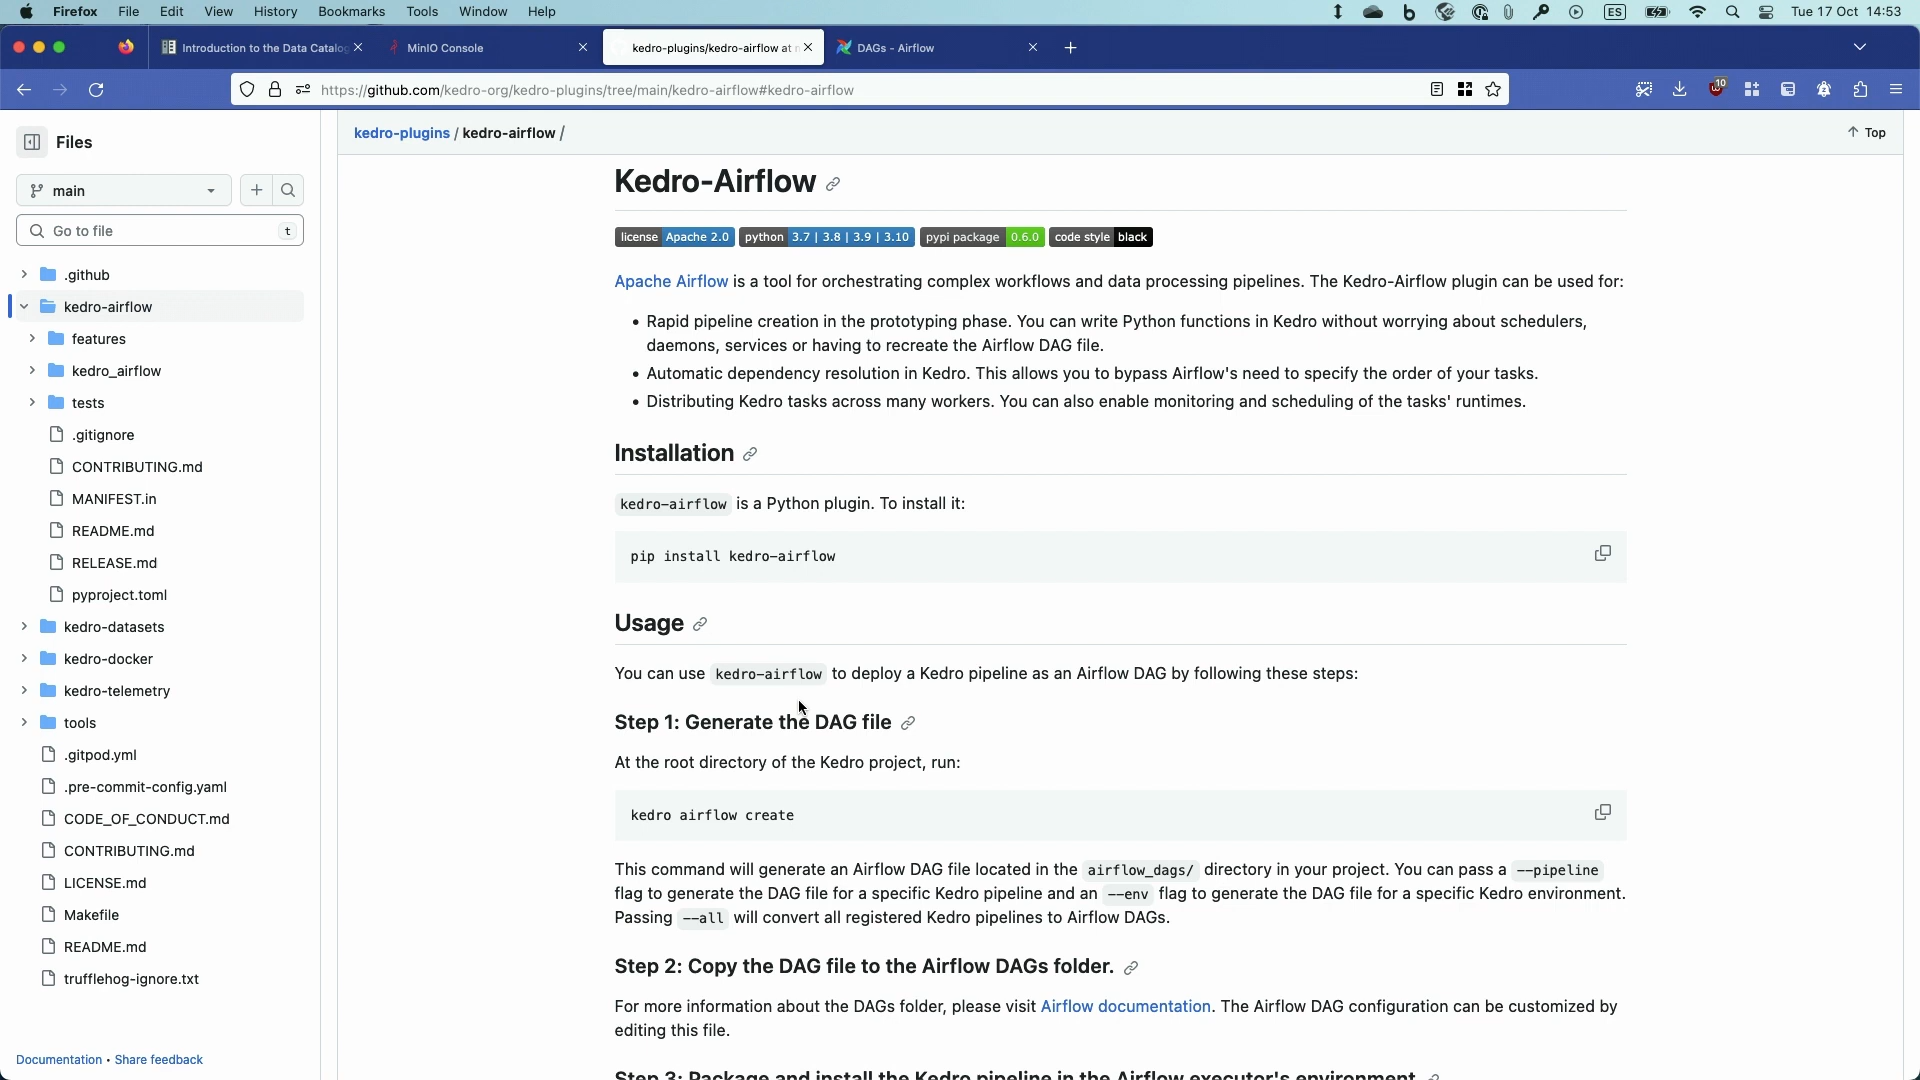 Firefox File Edit View History Bookmarks Tools Window Help
ES Tue 17 Oct 14:53
Introduction to the Data Catalog
MinIO Console
kedro-plugins/kedro-airflow at
DAGs - Airflow
https://github.com/kedro-org/kedro-plugins/tree/main/kedro-airflow#kedro-airflow
10
Files
main
Go to file t
.github
kedro-airflow
features
kedro_airflow
tests
.gitignore
CONTRIBUTING.md
MANIFEST.in
README.md
RELEASE.md
pyproject.toml
kedro-datasets
kedro-docker
kedro-telemetry
tools
.gitpod.yml
.pre-commit-config.yaml
CODE_OF_CONDUCT.md
CONTRIBUTING.md
LICENSE.md
Makefile
README.md
trufflehog-ignore.txt
Documentation • Share feedback
kedro-plugins / kedro-airflow /
Top
Kedro-Airflow
license Apache 2.0 python 3.7 | 3.8 | 3.9 | 3.10 pypi package 0.6.0 code style black
Apache Airflow is a tool for orchestrating complex workflows and data processing pipelines. The Kedro-Airflow plugin can be used for:
• Rapid pipeline creation in the prototyping phase. You can write Python functions in Kedro without worrying about schedulers,
daemons, services or having to recreate the Airflow DAG file.
• Automatic dependency resolution in Kedro. This allows you to bypass Airflow's need to specify the order of your tasks.
• Distributing Kedro tasks across many workers. You can also enable monitoring and scheduling of the tasks' runtimes.
Installation
kedro-airflow is a Python plugin. To install it:
pip install kedro-airflow
Usage
You can use kedro-airflow to deploy a Kedro pipeline as an Airflow DAG by following these steps:
Step 1: Generate the DAG file
At the root directory of the Kedro project, run:
kedro airflow create
This command will generate an Airflow DAG file located in the airflow_dags/ directory in your project. You can pass a --pipeline
flag to generate the DAG file for a specific Kedro pipeline and an --env flag to generate the DAG file for a specific Kedro environment.
Passing --all will convert all registered Kedro pipelines to Airflow DAGs.
Step 2: Copy the DAG file to the Airflow DAGs folder.
For more information about the DAGs folder, please visit Airflow documentation. The Airflow DAG configuration can be customized by
editing this file.
Step 3: Package and install the Kedro pipeline in the Airflow executor's environment